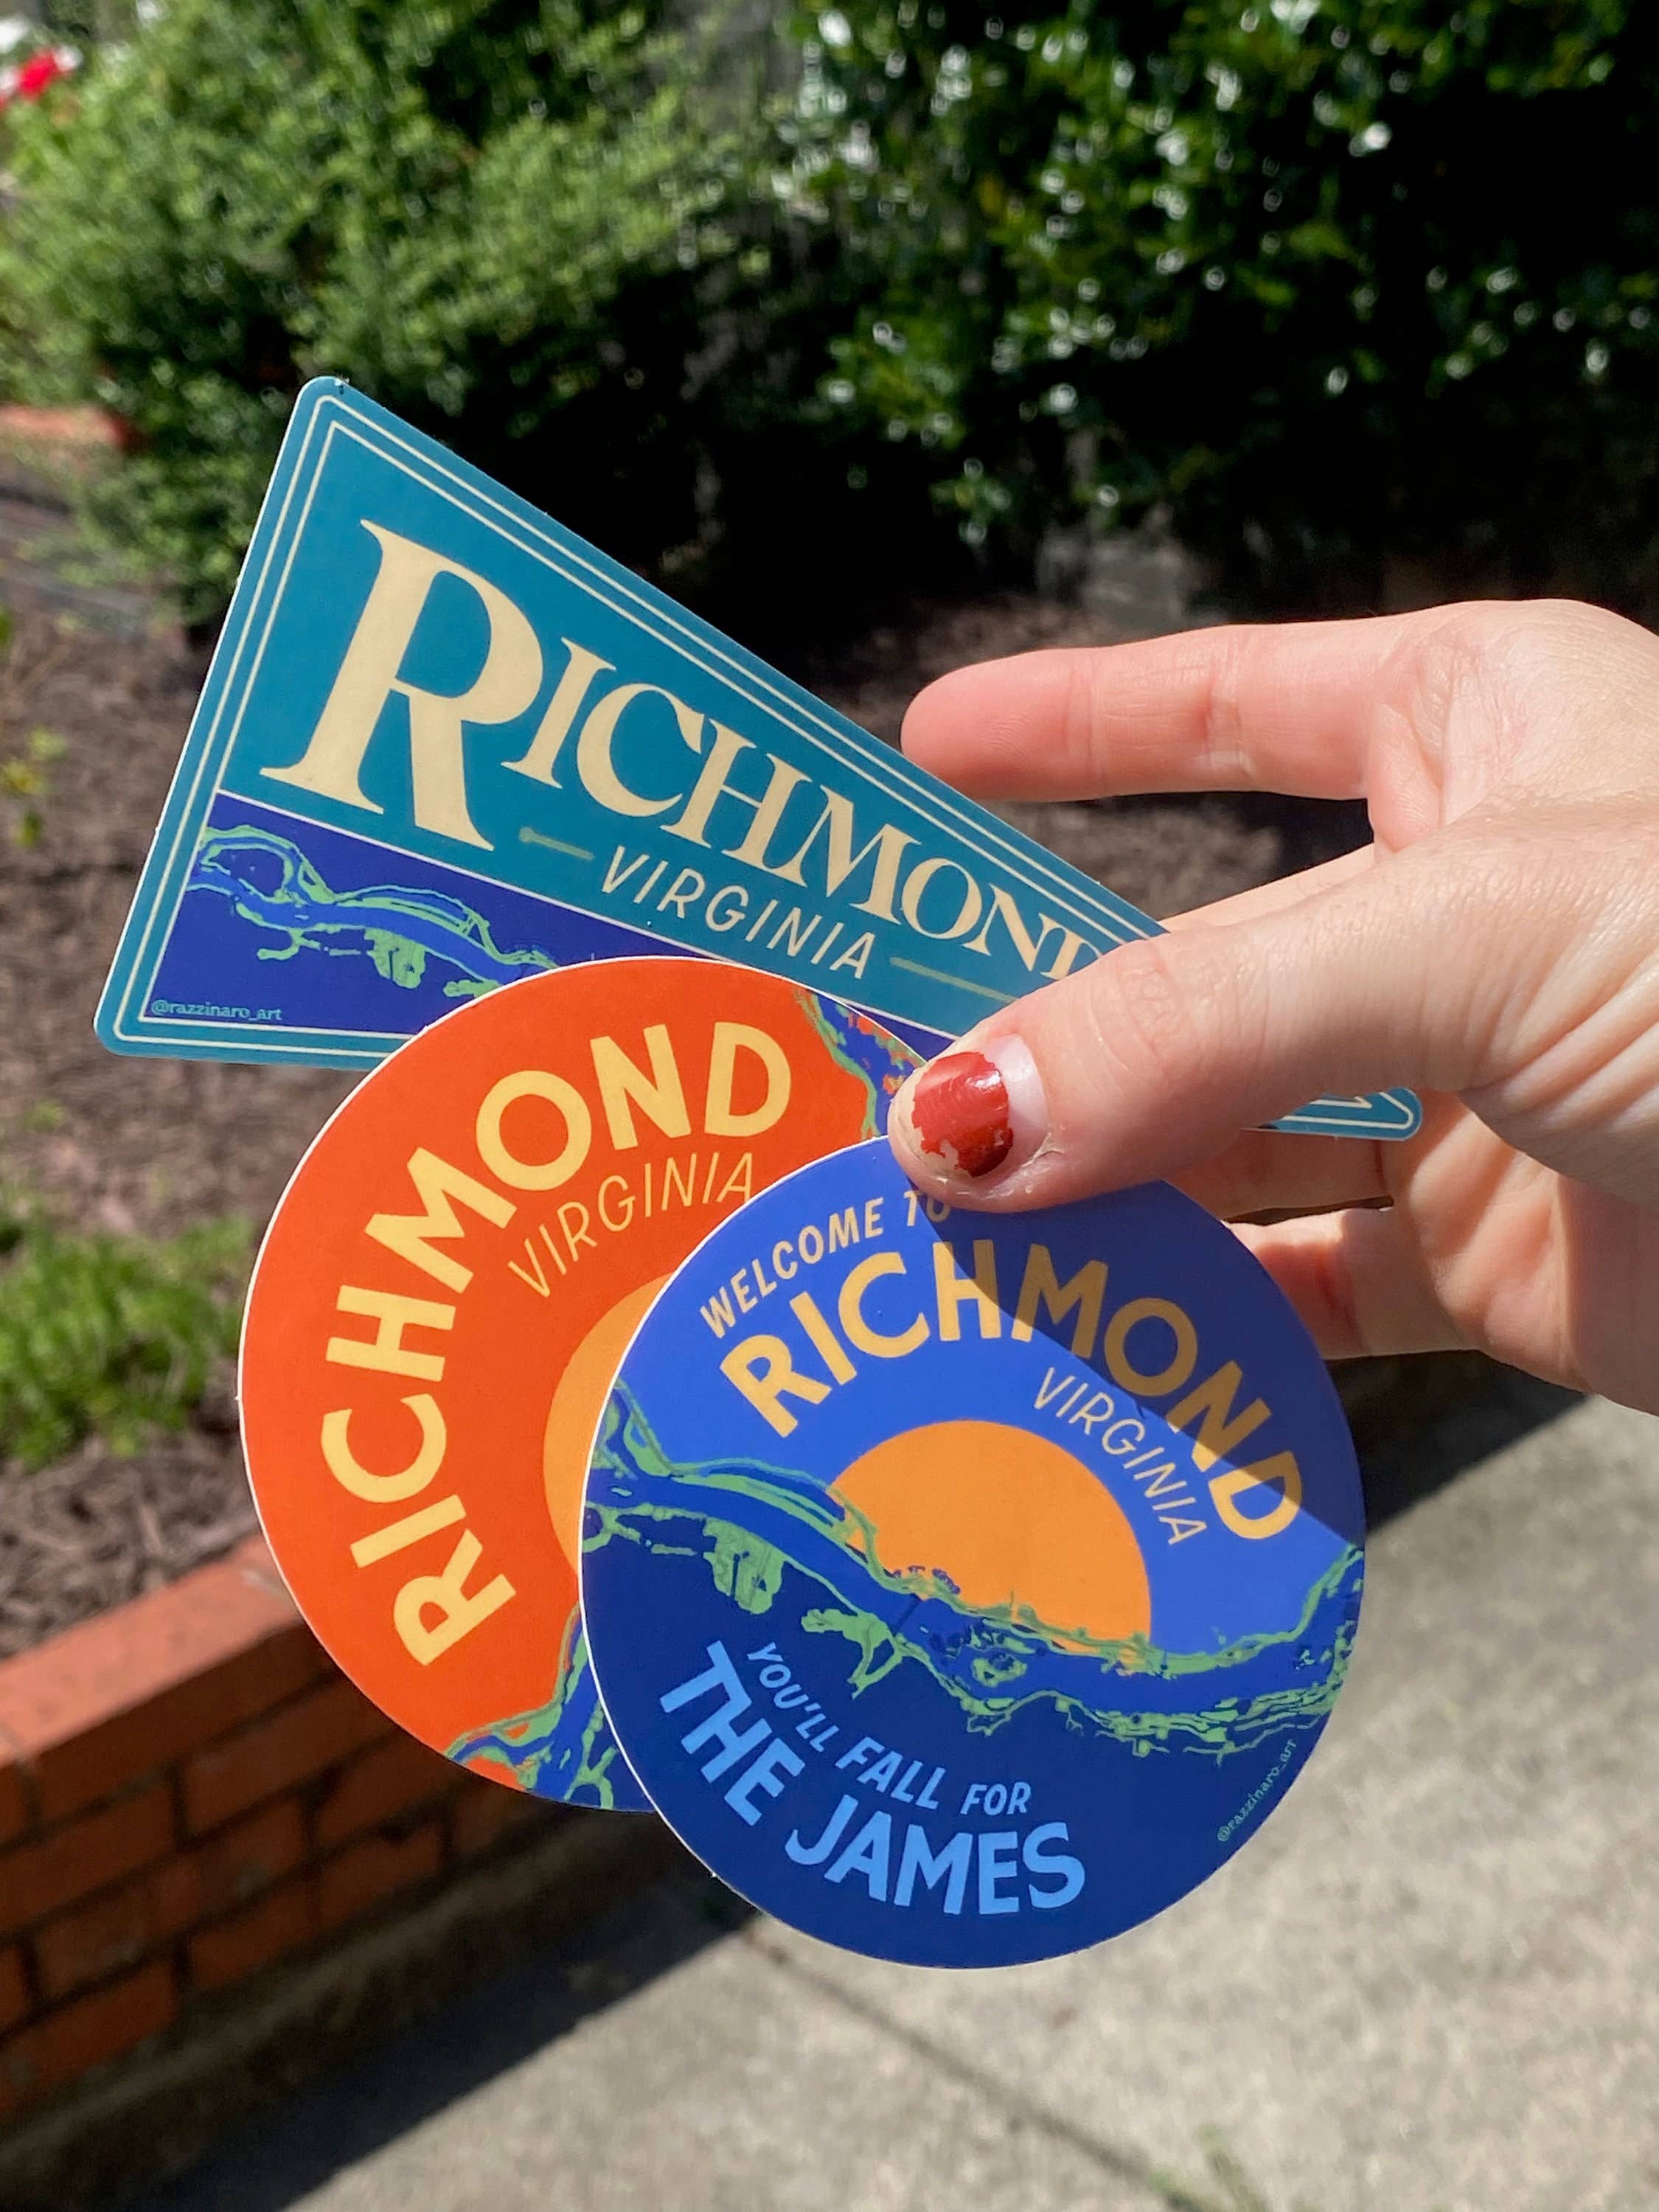 RICHMOND
VIRGINIA
@razzinaro_art
RICHMOND
VIRGINIA
WELCOME TO
RICHMOND
VIRGINIA
YOU'LL FALL FOR
THE JAMES
@razzinaro_art